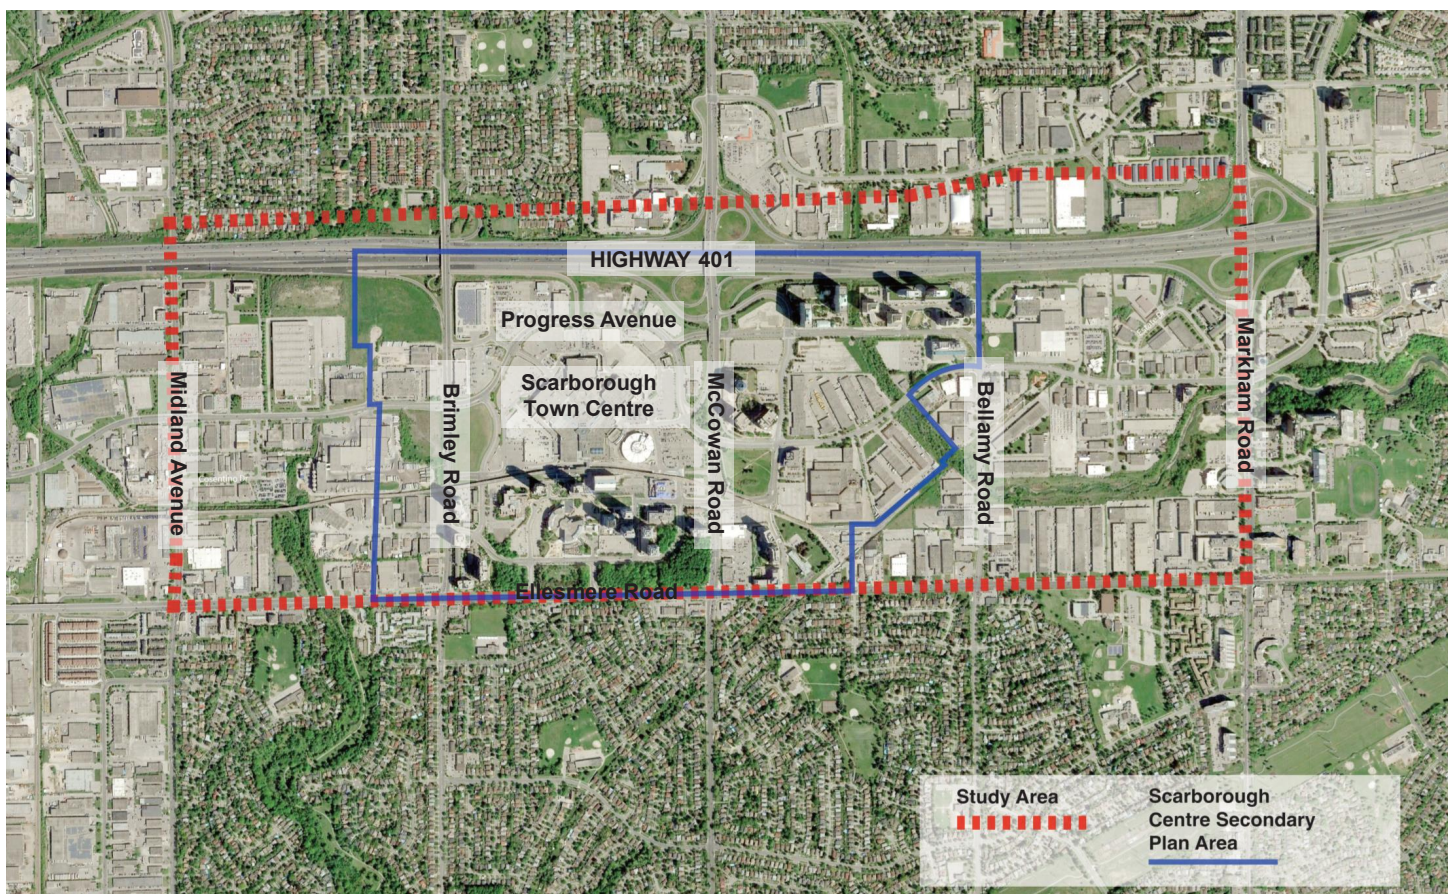 HIGHWAY 401
Progress Avenue
Scarborough
Town Centre
Midland Avenue
Brimley Road
McCowan Road
Bellamy Road
Markham Road
Ellesmere Road
Study Area
Scarborough
Centre Secondary
Plan Area